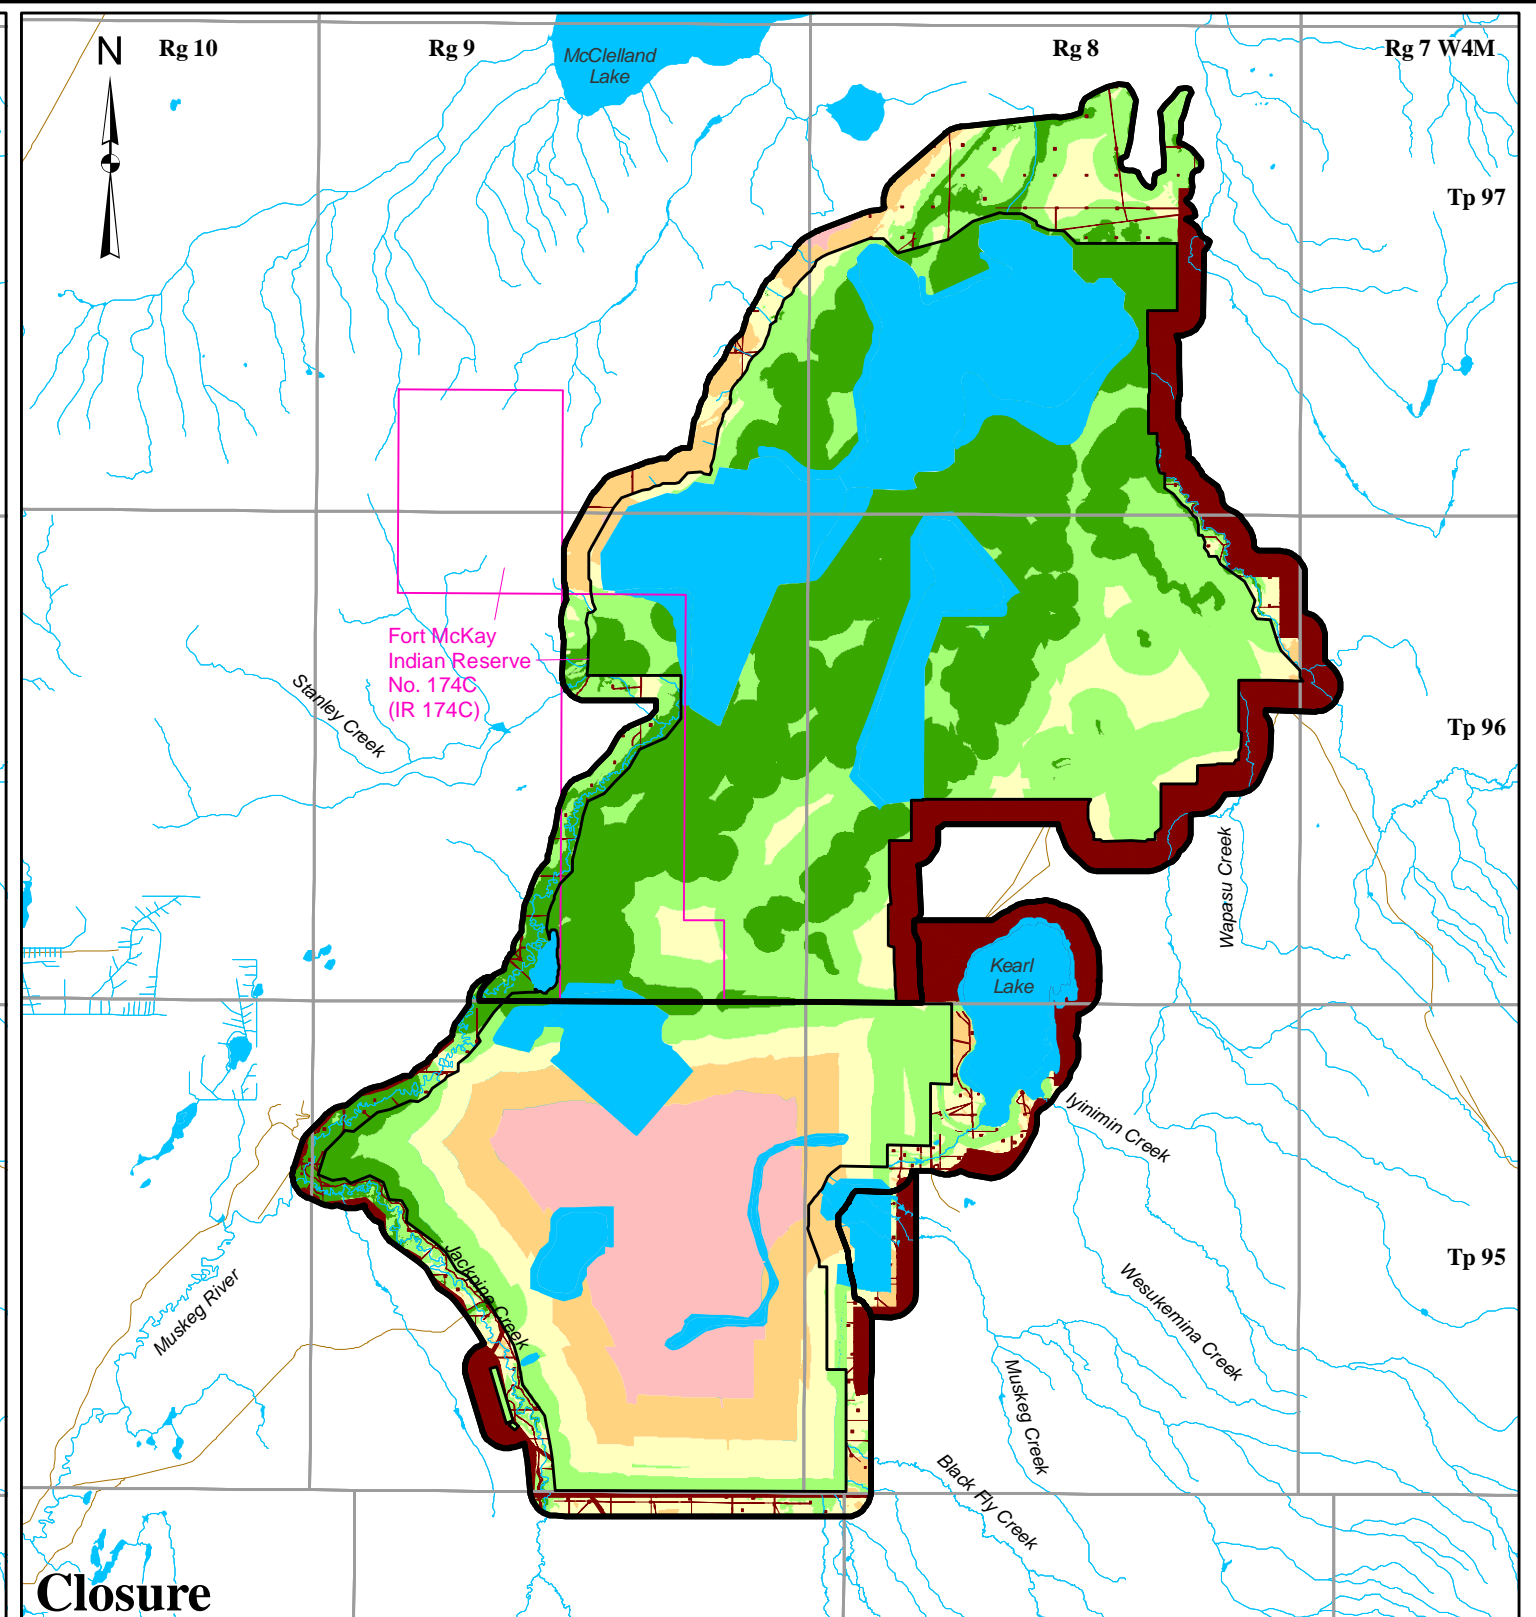 N
Rg 10
Rg 9
Rg 8
Rg 7 W4M
McClelland
Lake
Tp 97
Fort McKay
Indian Reserve
No. 174C
(IR 174C)
Stanley Creek
Tp 96
Wapasu Creek
Kearl
Lake
Iyinimin Creek
Muskeg River
Jackpine Creek
Tp 95
Wesukemina Creek
Muskeg Creek
Black Fly Creek
Closure